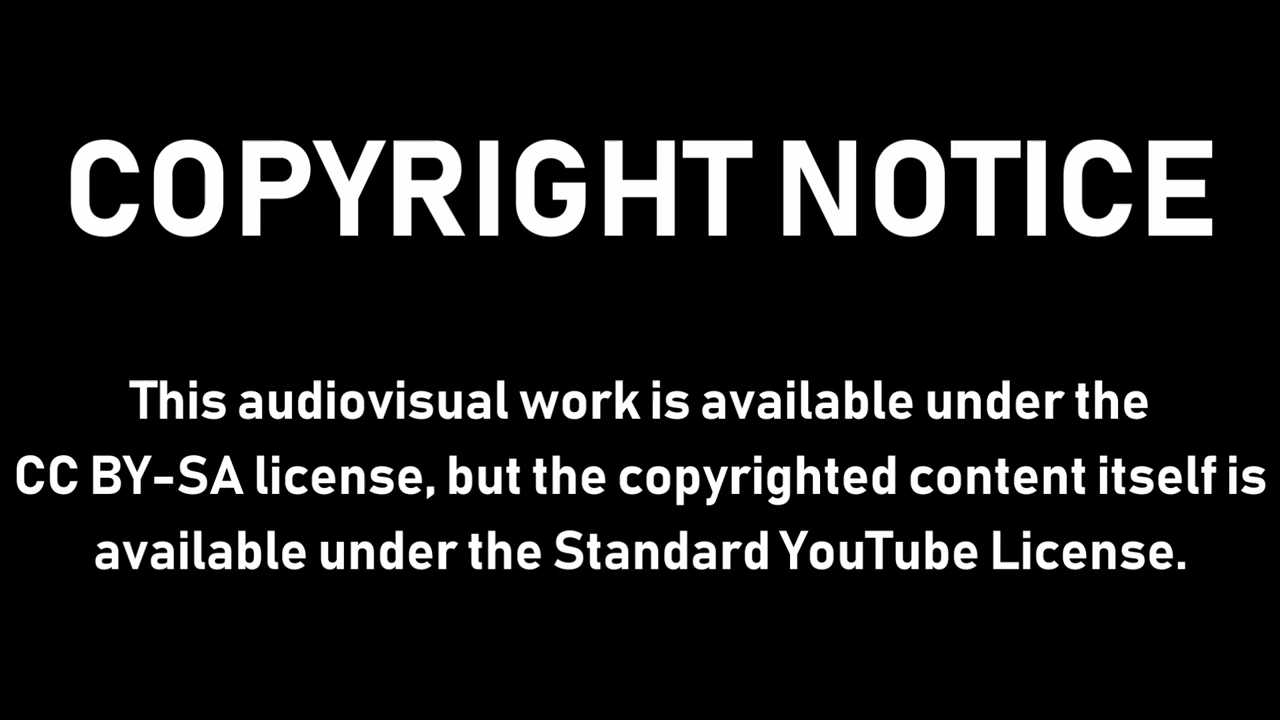 COPYRIGHT NOTICE
This audiovisual work is available under the
CC BY-SA license, but the copyrighted content itself is
available under the Standard YouTube License.